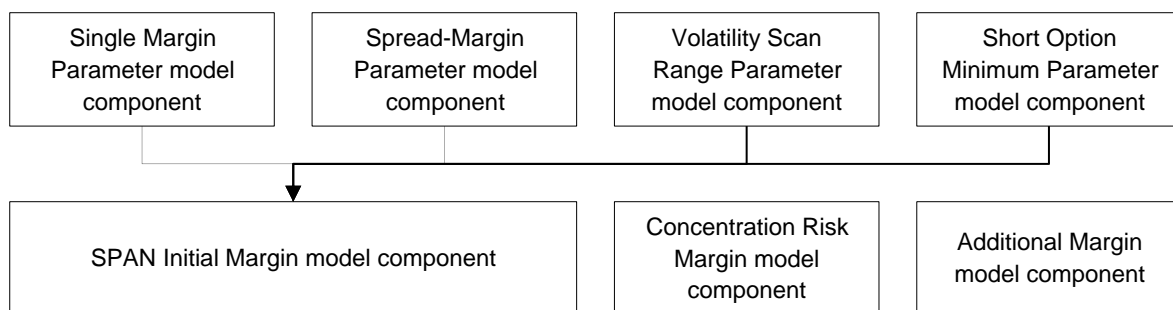 Single Margin
Parameter model
component
Spread-Margin
Parameter model
component
Volatility Scan
Range Parameter
model component
Short Option
Minimum Parameter
model component
SPAN Initial Margin model component
Concentration Risk
Margin model
component
Additional Margin
model component